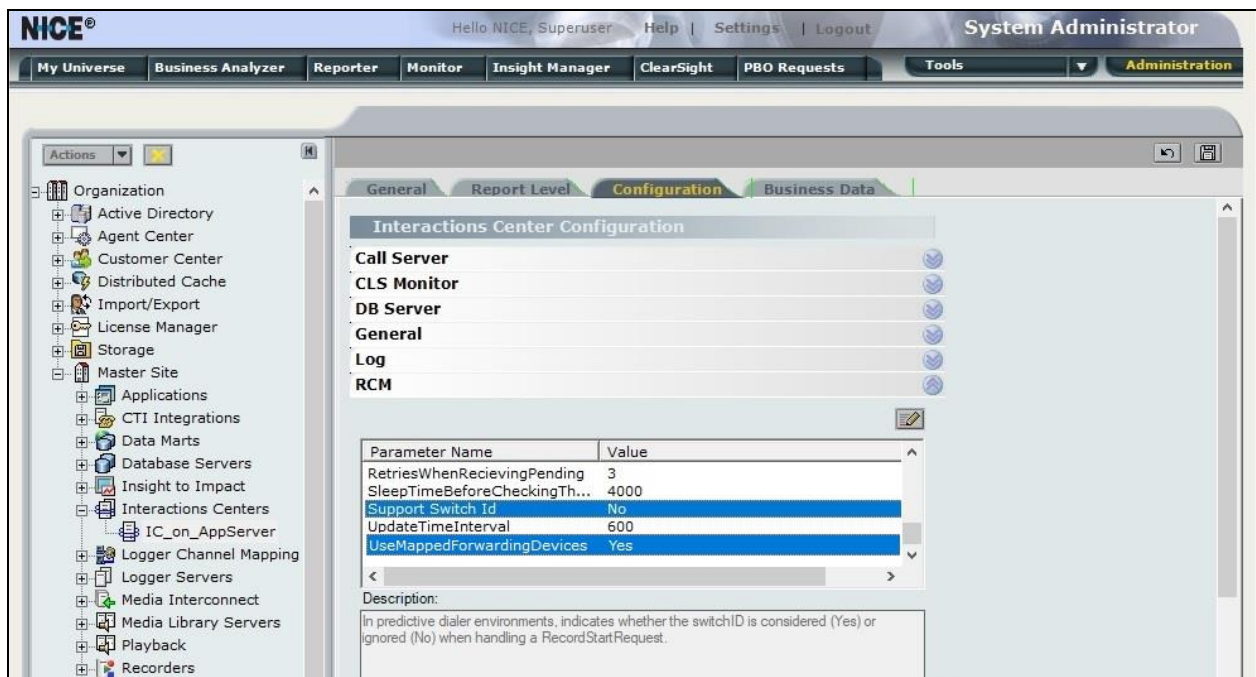 NICE®
Hello NICE, Superuser Help | Settings | Logout
System Administrator
My Universe Business Analyzer Reporter Monitor Insight Manager ClearSight PBO Requests Tools Administration
Actions
Organization
Active Directory
Agent Center
Customer Center
Distributed Cache
Import/Export
License Manager
Storage
Master Site
Applications
CTI Integrations
Data Marts
Database Servers
Insight to Impact
Interactions Centers
IC_on_AppServer
Logger Channel Mapping
Logger Servers
Media Interconnect
Media Library Servers
Playback
Recorders
General Report Level Configuration Business Data
Interactions Center Configuration
Call Server
CLS Monitor
DB Server
General
Log
RCM
Parameter Name Value
RetriesWhenRecievingPending 3
SleepTimeBeforeCheckingTh... 4000
Support Switch Id No
UpdateTimeInterval 600
UseMappedForwardingDevices Yes
Description:
In predictive dialer environments, indicates whether the switchID is considered (Yes) or
ignored (No) when handling a RecordStartRequest.